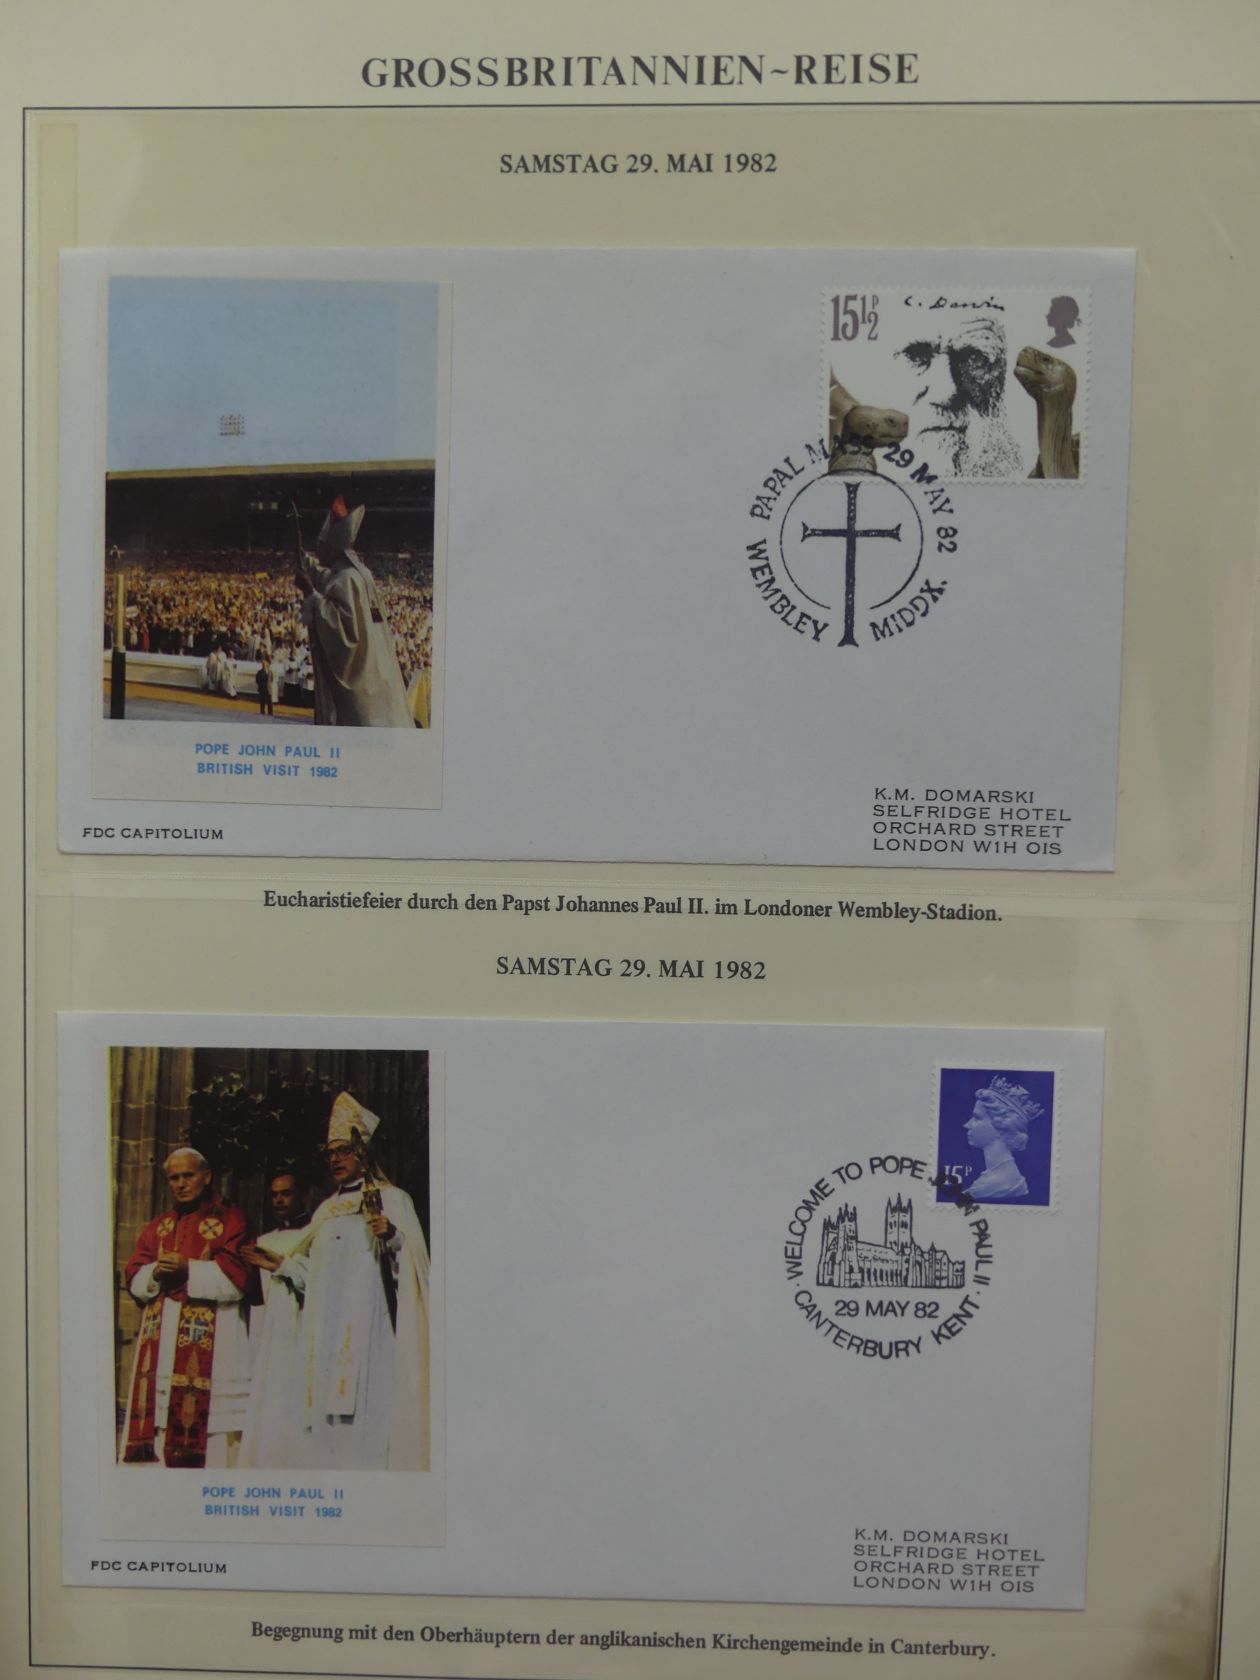 GROSSBRITANNIEN~REISE
SAMSTAG 29. MAI 1982
15½P
C. Darwin
PAPAL MASS 29 MAY 82
WEMBLEY MIDDX.
POPE JOHN PAUL II
BRITISH VISIT 1982
FDC CAPITOLIUM
K.M. DOMARSKI
SELFRIDGE HOTEL
ORCHARD STREET
LONDON W1H OIS
Eucharistiefeier durch den Papst Johannes Paul II. im Londoner Wembley-Stadion.
SAMSTAG 29. MAI 1982
15P
· WELCOME TO POPE JOHN PAUL II ·
29 MAY 82
CANTERBURY KENT
POPE JOHN PAUL II
BRITISH VISIT 1982
FDC CAPITOLIUM
K.M. DOMARSKI
SELFRIDGE HOTEL
ORCHARD STREET
LONDON W1H OIS
Begegnung mit den Oberhäuptern der anglikanischen Kirchengemeinde in Canterbury.